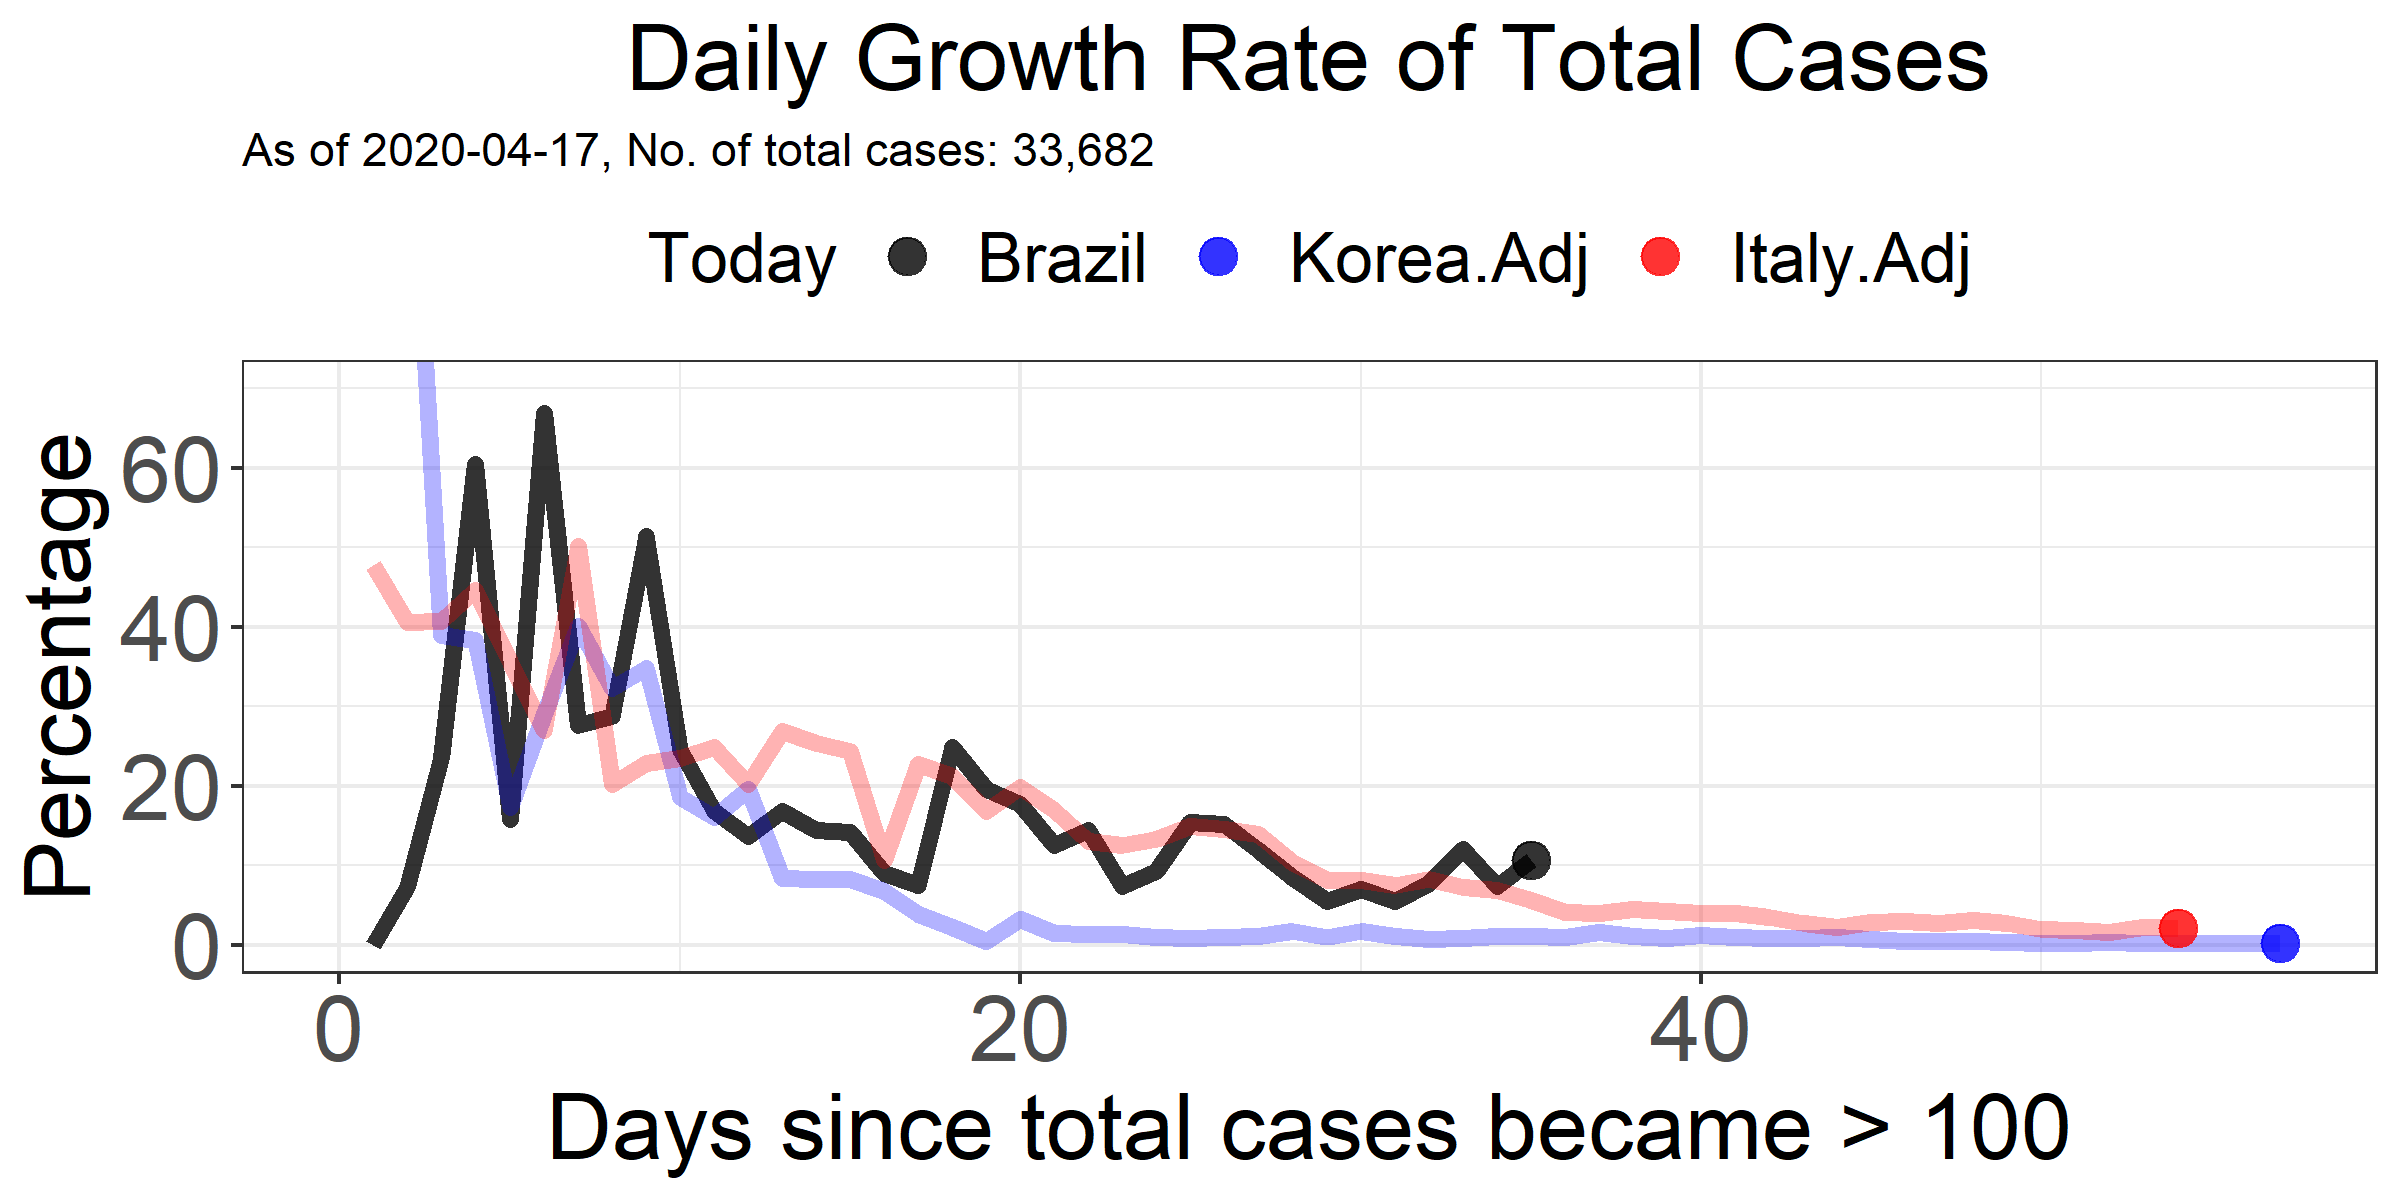 Daily Growth Rate of Total Cases
As of 2020-04-17, No. of total cases: 33,682
Today Brazil Korea.Adj Italy.Adj
Percentage
60
40
20
0
0 20 40
Days since total cases became > 100